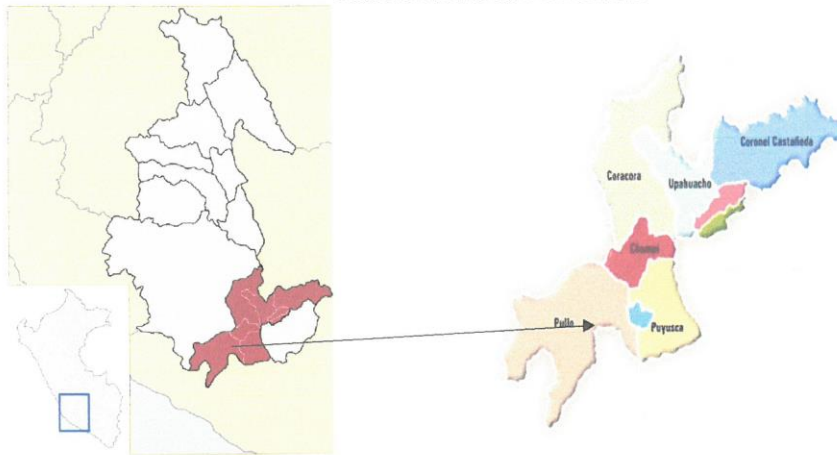 Coronel Castañeda
Coracora
Upahuacho
Chumpi
Pullo
Puyusca